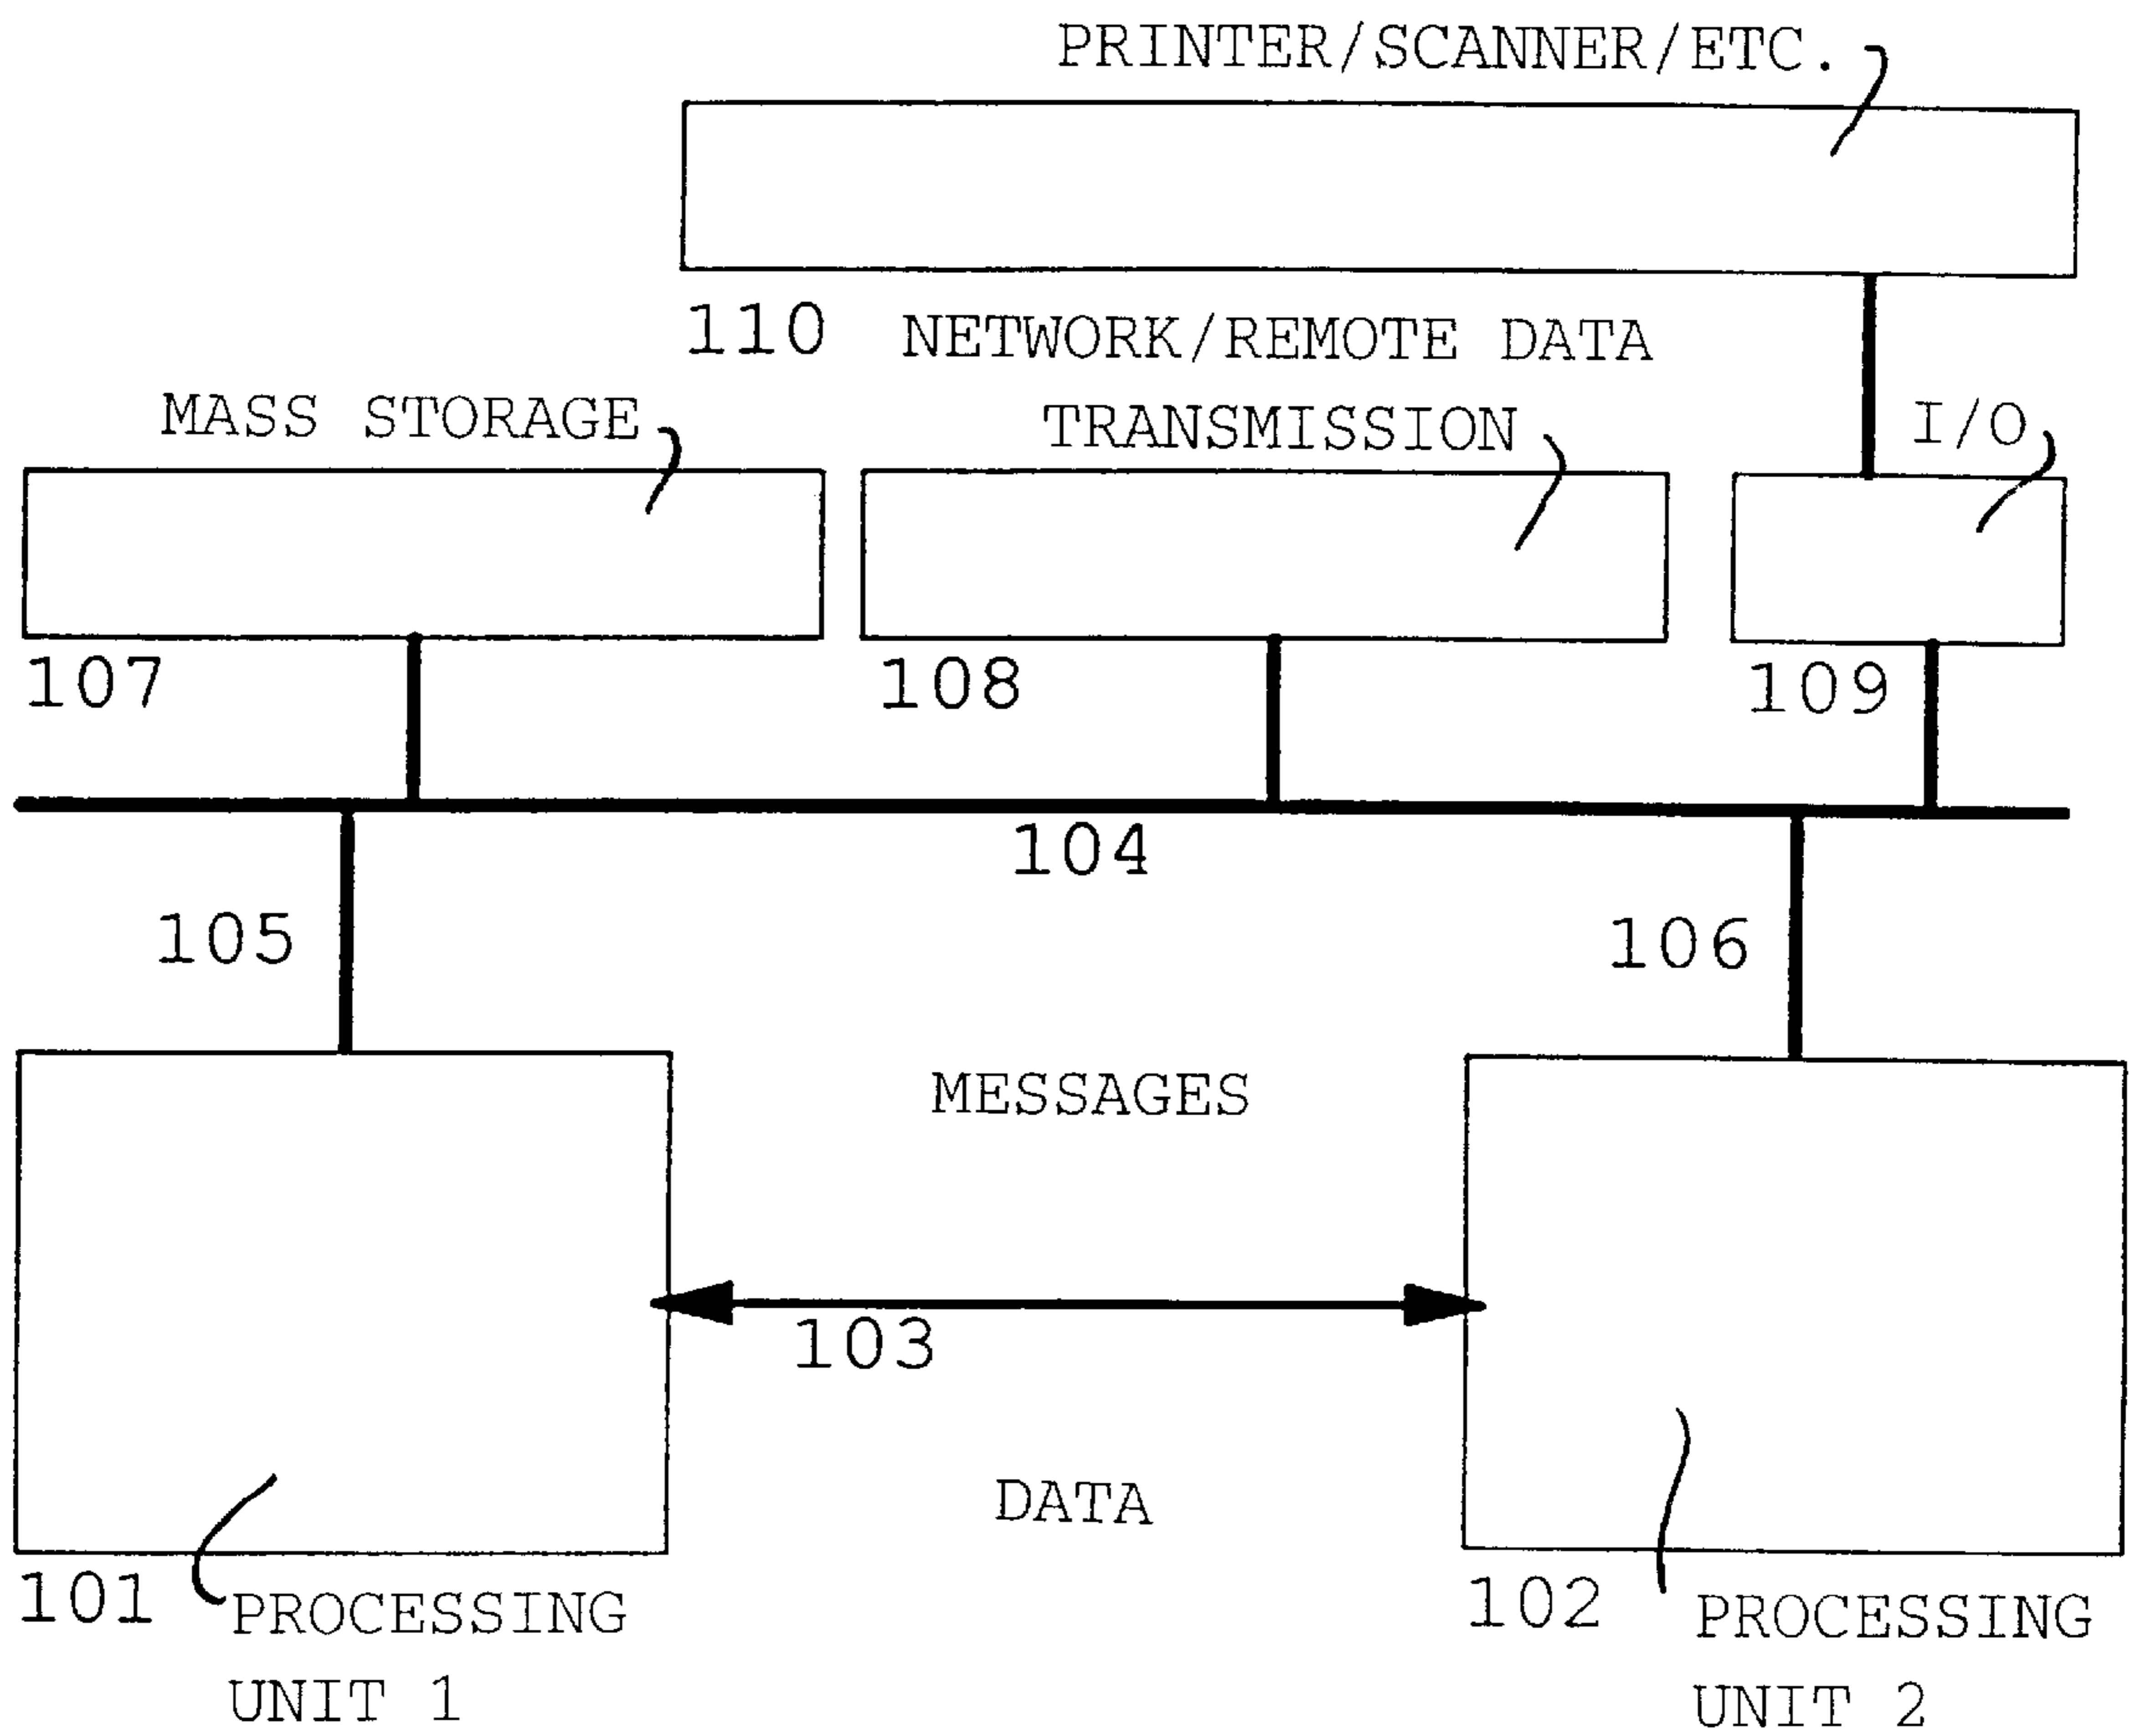 PRINTER/SCANNER/ETC.
110 NETWORK/REMOTE DATA
TRANSMISSION
MASS STORAGE
I/O
107
108
109
104
105
106
MESSAGES
103
DATA
101
PROCESSING
UNIT 1
102
PROCESSING
UNIT 2